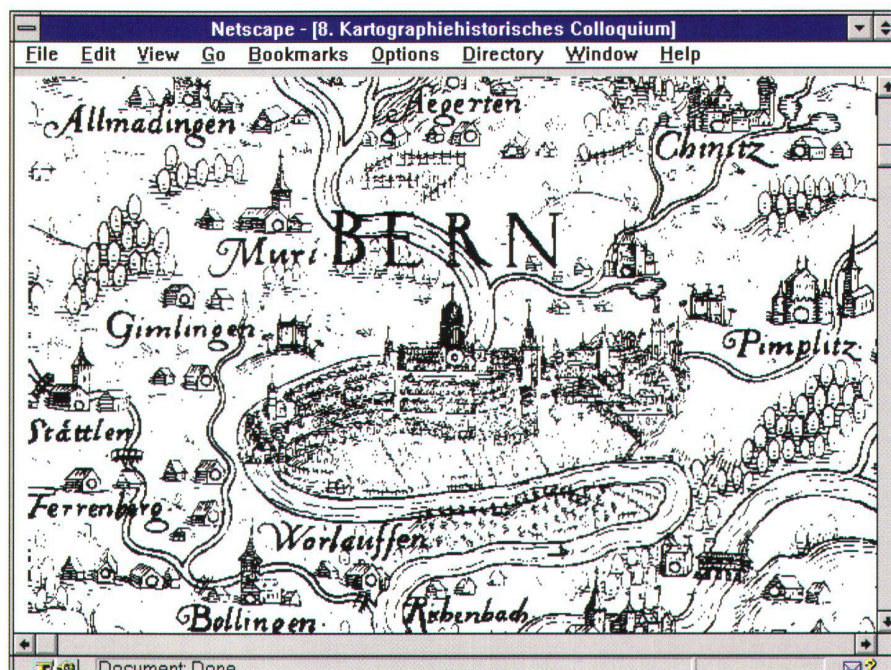 Netscape - [8. Kartographiehistorisches Colloquium]
File Edit View Go Bookmarks Options Directory Window Help
Allmadingen
Aegerten
Chinitz
Muri
BERN
Gimlingen
Pimplitz
Stättlen
Ferrenberg
Worlauffen
Bollingen
Document: Done